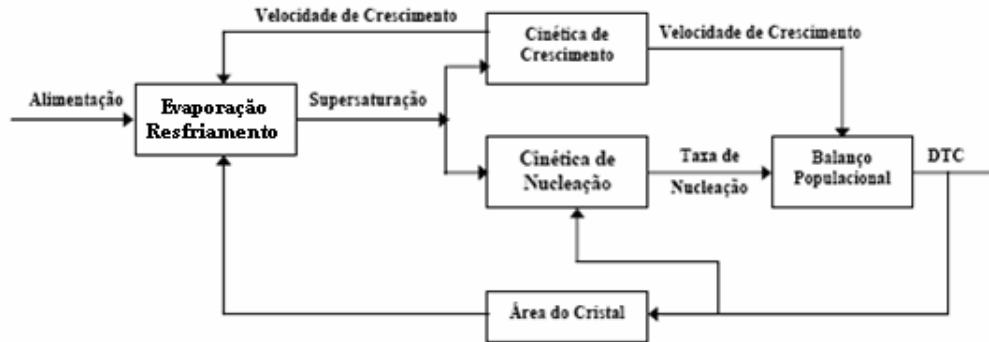 Velocidade de Crescimento
Cinética de
Crescimento
Velocidade de Crescimento
Alimentação
Evaporação
Resfriamento
Supersaturação
Cinética de
Nucleação
Taxa de
Nucleação
Balanço
Populacional
DTC
Área do Cristal